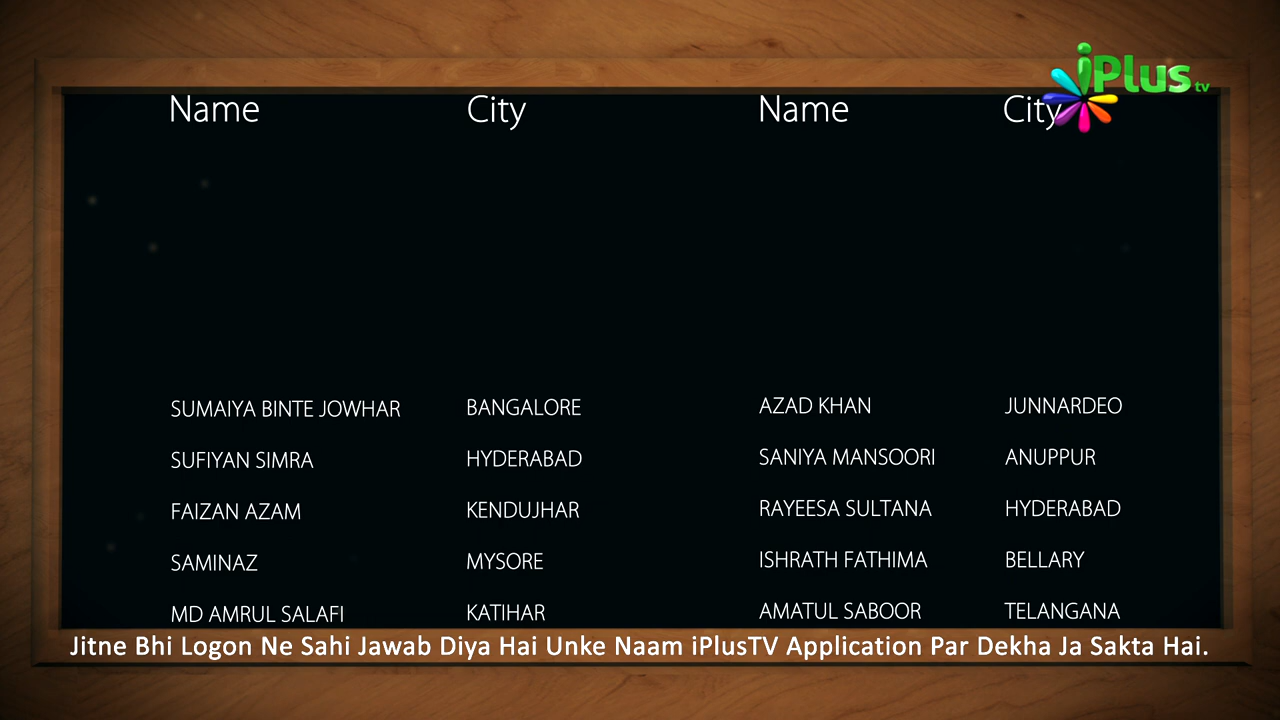 iPlus tv
Name City Name City
SUMAIYA BINTE JOWHAR BANGALORE AZAD KHAN JUNNARDEO
SUFIYAN SIMRA HYDERABAD SANIYA MANSOORI ANUPPUR
FAIZAN AZAM KENDUJHAR RAYEESA SULTANA HYDERABAD
SAMINAZ MYSORE ISHRATH FATHIMA BELLARY
MD AMRUL SALAFI KATIHAR AMATUL SABOOR TELANGANA
Jitne Bhi Logon Ne Sahi Jawab Diya Hai Unke Naam iPlusTV Application Par Dekha Ja Sakta Hai.